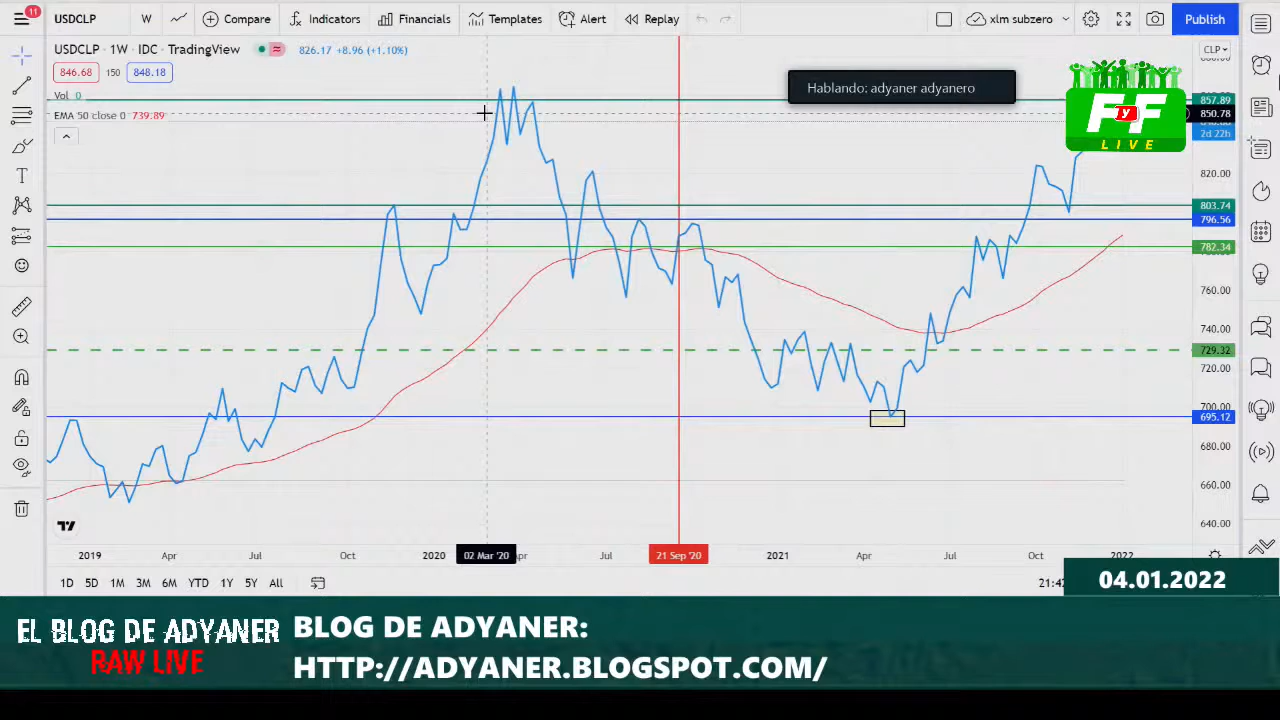 11
USDCLP
W
Compare
Indicators
Financials
Templates
Alert
Replay
xlm subzero
Publish
USDCLP · 1W · IDC · TradingView
826.17 +8.96 (+1.10%)
CLP
846.68 150 848.18
Hablando: adyaner adyanero
Vol 0
EMA 50 close 0 739.89
FyF
LIVE
857.89
850.78
2d 22h
820.00
803.74
796.56
782.34
760.00
740.00
729.32
720.00
700.00
695.12
680.00
660.00
640.00
2019 Apr Jul Oct 2020 02 Mar '20 Jul 21 Sep '20 2021 Apr Jul Oct 2022
1D 5D 1M 3M 6M YTD 1Y 5Y All
21:42
04.01.2022
EL BLOG DE ADYANER
RAW LIVE
BLOG DE ADYANER:
HTTP://ADYANER.BLOGSPOT.COM/